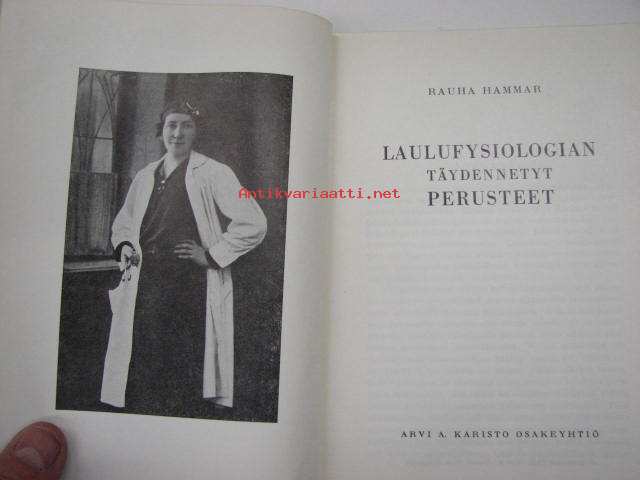 RAUHA HAMMAR
LAULUFYSIOLOGIAN
TÄYDENNETYT
PERUSTEET
Antikvariaatti.net
ARVI A. KARISTO OSAKEYHTIÖ